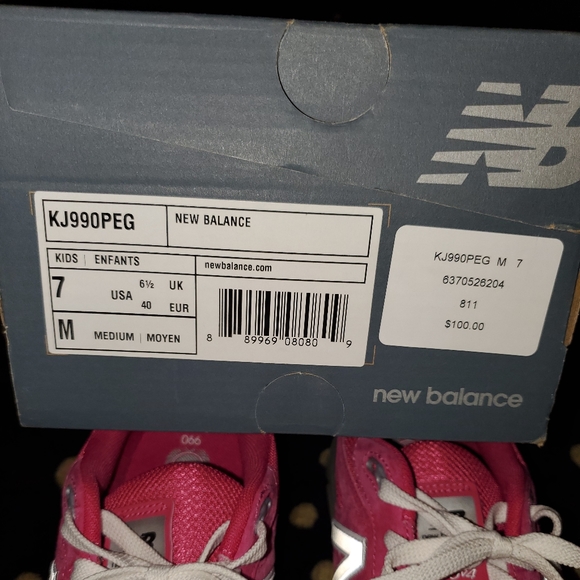 KJ990PEG
NEW BALANCE
KIDS | ENFANTS
newbalance.com
7 USA
6½ UK
40 EUR
M MEDIUM | MOYEN
8 89969 08080 9
KJ990PEG M 7
6370526204
811
$100.00
NB
new balance
990